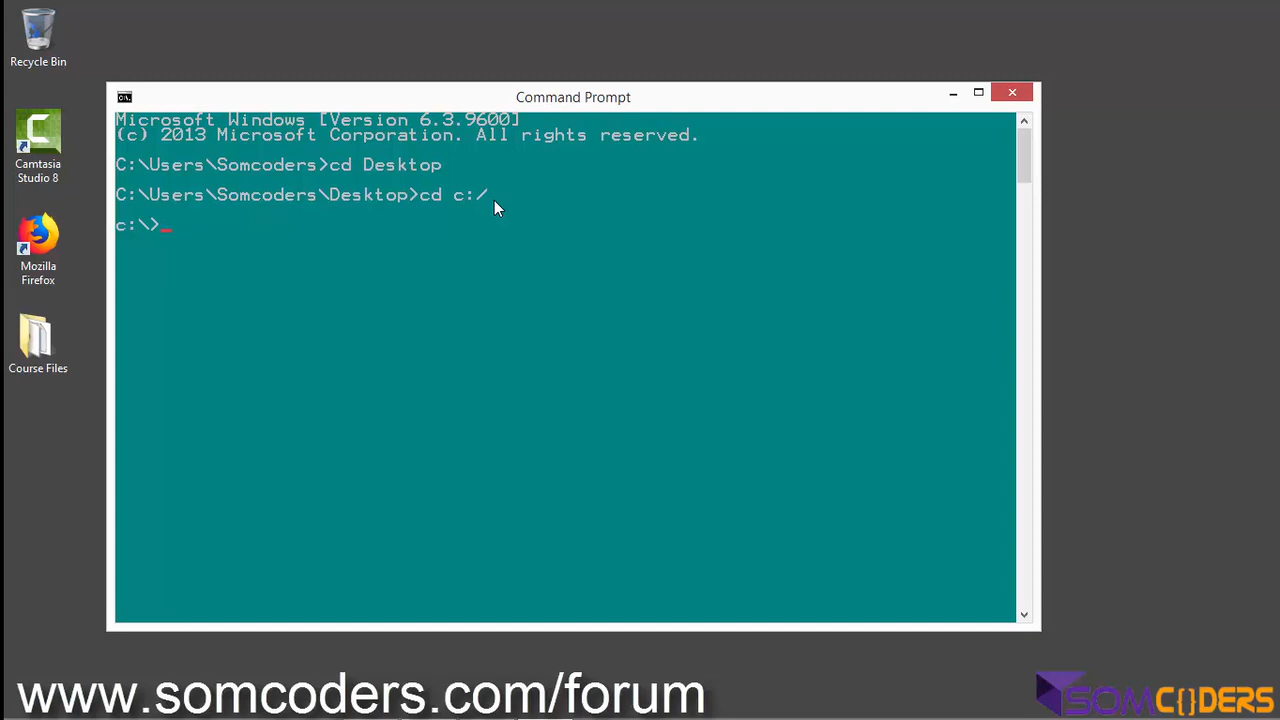 Recycle Bin
Camtasia
Studio 8
Mozilla
Firefox
Course Files
C:\.
Command Prompt
Microsoft Windows [Version 6.3.9600]
(c) 2013 Microsoft Corporation. All rights reserved.
C:\Users\Somcoders>cd Desktop
C:\Users\Somcoders\Desktop>cd c:/
c:\>_
www.somcoders.com/forum
SOMC{}DERS